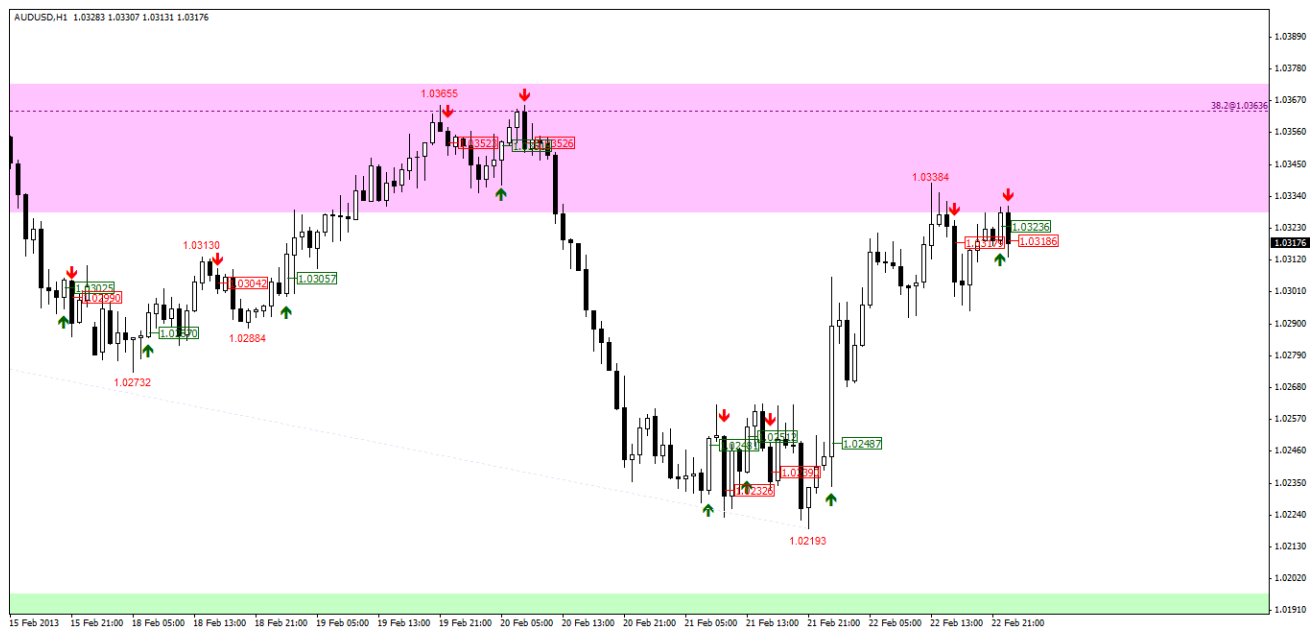 AUDUSD,H1 1.03283 1.03307 1.03131 1.03176
1.03890
1.03780
1.03670
1.03560
1.03450
1.03340
1.03230
1.03176
1.03120
1.03010
1.02900
1.02790
1.02680
1.02570
1.02460
1.02350
1.02240
1.02130
1.02020
1.01910
38.2@1.03636
1.03655
1.03526
1.03384
1.03236
1.03186
1.03130
1.03042
1.03057
1.03025
1.02990
1.02884
1.02732
1.02487
1.02326
1.02193
15 Feb 2013
15 Feb 21:00
18 Feb 05:00
18 Feb 13:00
18 Feb 21:00
19 Feb 05:00
19 Feb 13:00
19 Feb 21:00
20 Feb 05:00
20 Feb 13:00
20 Feb 21:00
21 Feb 05:00
21 Feb 13:00
21 Feb 21:00
22 Feb 05:00
22 Feb 13:00
22 Feb 21:00